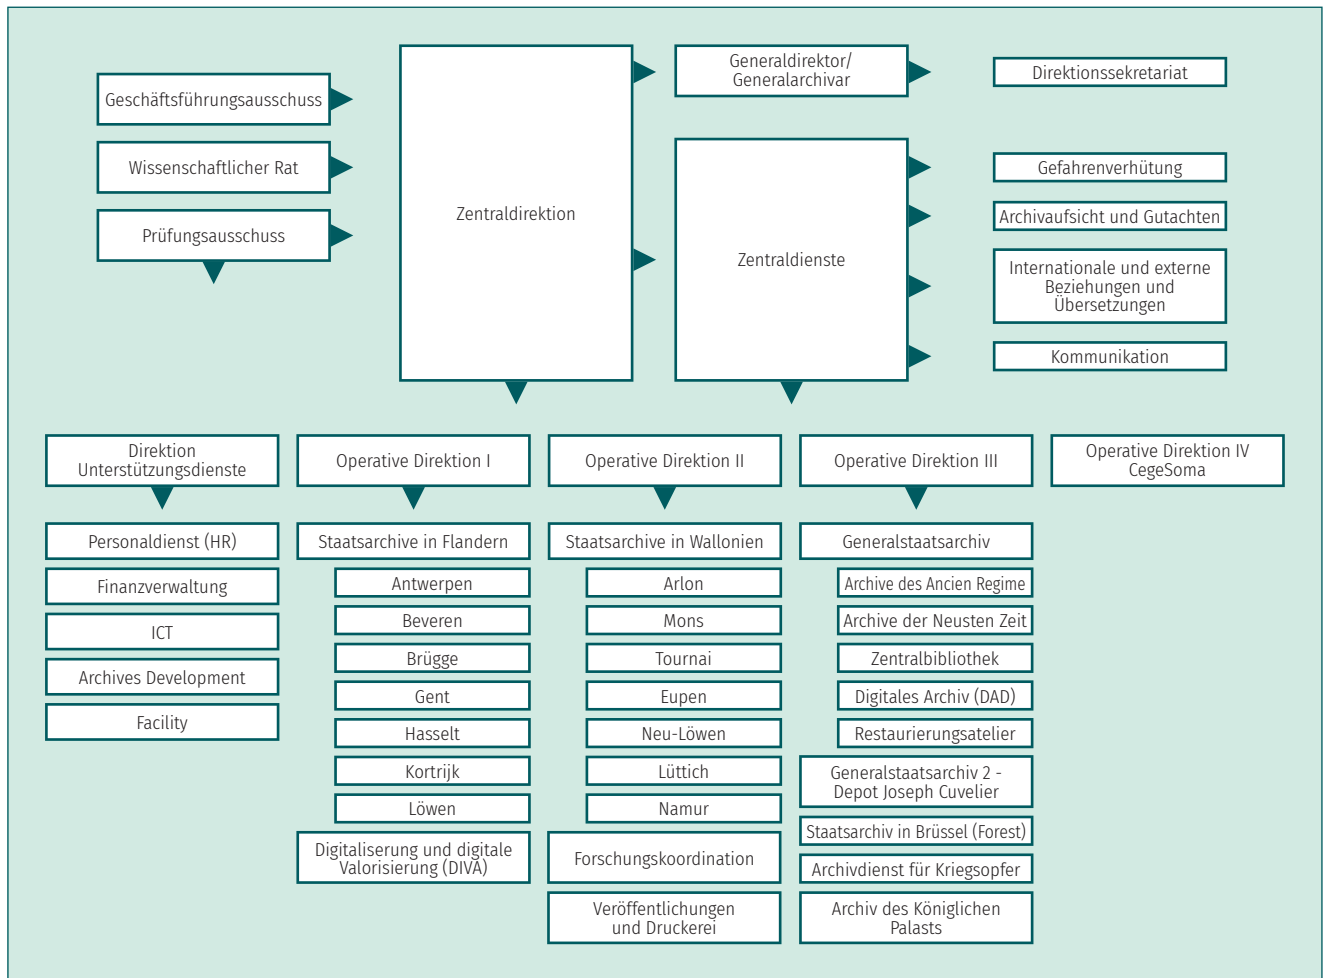 Geschäftsführungsausschuss
Wissenschaftlicher Rat
Prüfungsausschuss
Zentraldirektion
Generaldirektor/
Generalarchivar
Zentraldienste
Direktionssekretariat
Gefahrenverhütung
Archivaufsicht und Gutachten
Internationale und externe
Beziehungen und
Übersetzungen
Kommunikation
Direktion
Unterstützungsdienste
Personaldienst (HR)
Finanzverwaltung
ICT
Archives Development
Facility
Operative Direktion I
Staatsarchive in Flandern
Antwerpen
Beveren
Brügge
Gent
Hasselt
Kortrijk
Löwen
Digitaliserung und digitale
Valorisierung (DIVA)
Operative Direktion II
Staatsarchive in Wallonien
Arlon
Mons
Tournai
Eupen
Neu-Löwen
Lüttich
Namur
Forschungskoordination
Veröffentlichungen
und Druckerei
Operative Direktion III
Generalstaatsarchiv
Archive des Ancien Regime
Archive der Neusten Zeit
Zentralbibliothek
Digitales Archiv (DAD)
Restaurierungsatelier
Generalstaatsarchiv 2 -
Depot Joseph Cuvelier
Staatsarchiv in Brüssel (Forest)
Archivdienst für Kriegsopfer
Archiv des Königlichen
Palasts
Operative Direktion IV
CegeSoma